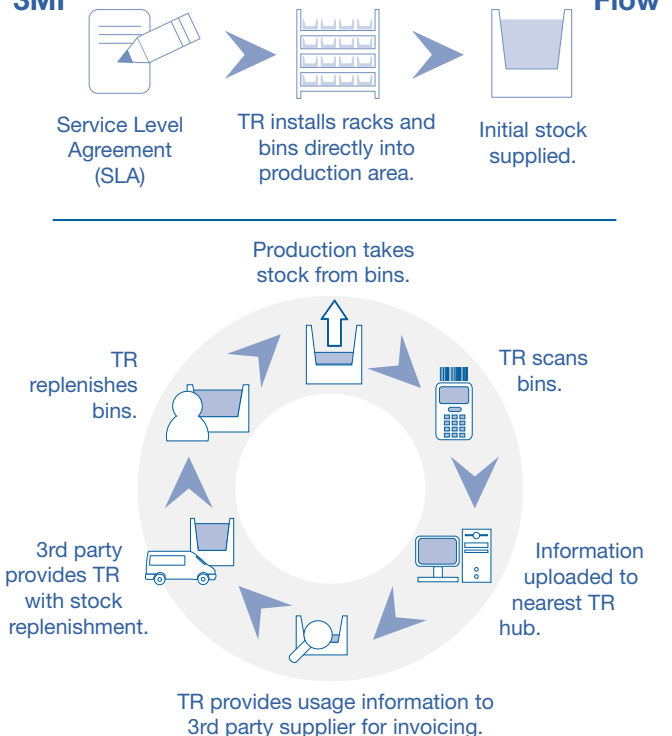 3MI Flow
Service Level
Agreement
(SLA)
TR installs racks and
bins directly into
production area.
Initial stock
supplied.
Production takes
stock from bins.
TR scans
bins.
Information
uploaded to
nearest TR
hub.
TR provides usage information to
3rd party supplier for invoicing.
3rd party
provides TR
with stock
replenishment.
TR
replenishes
bins.